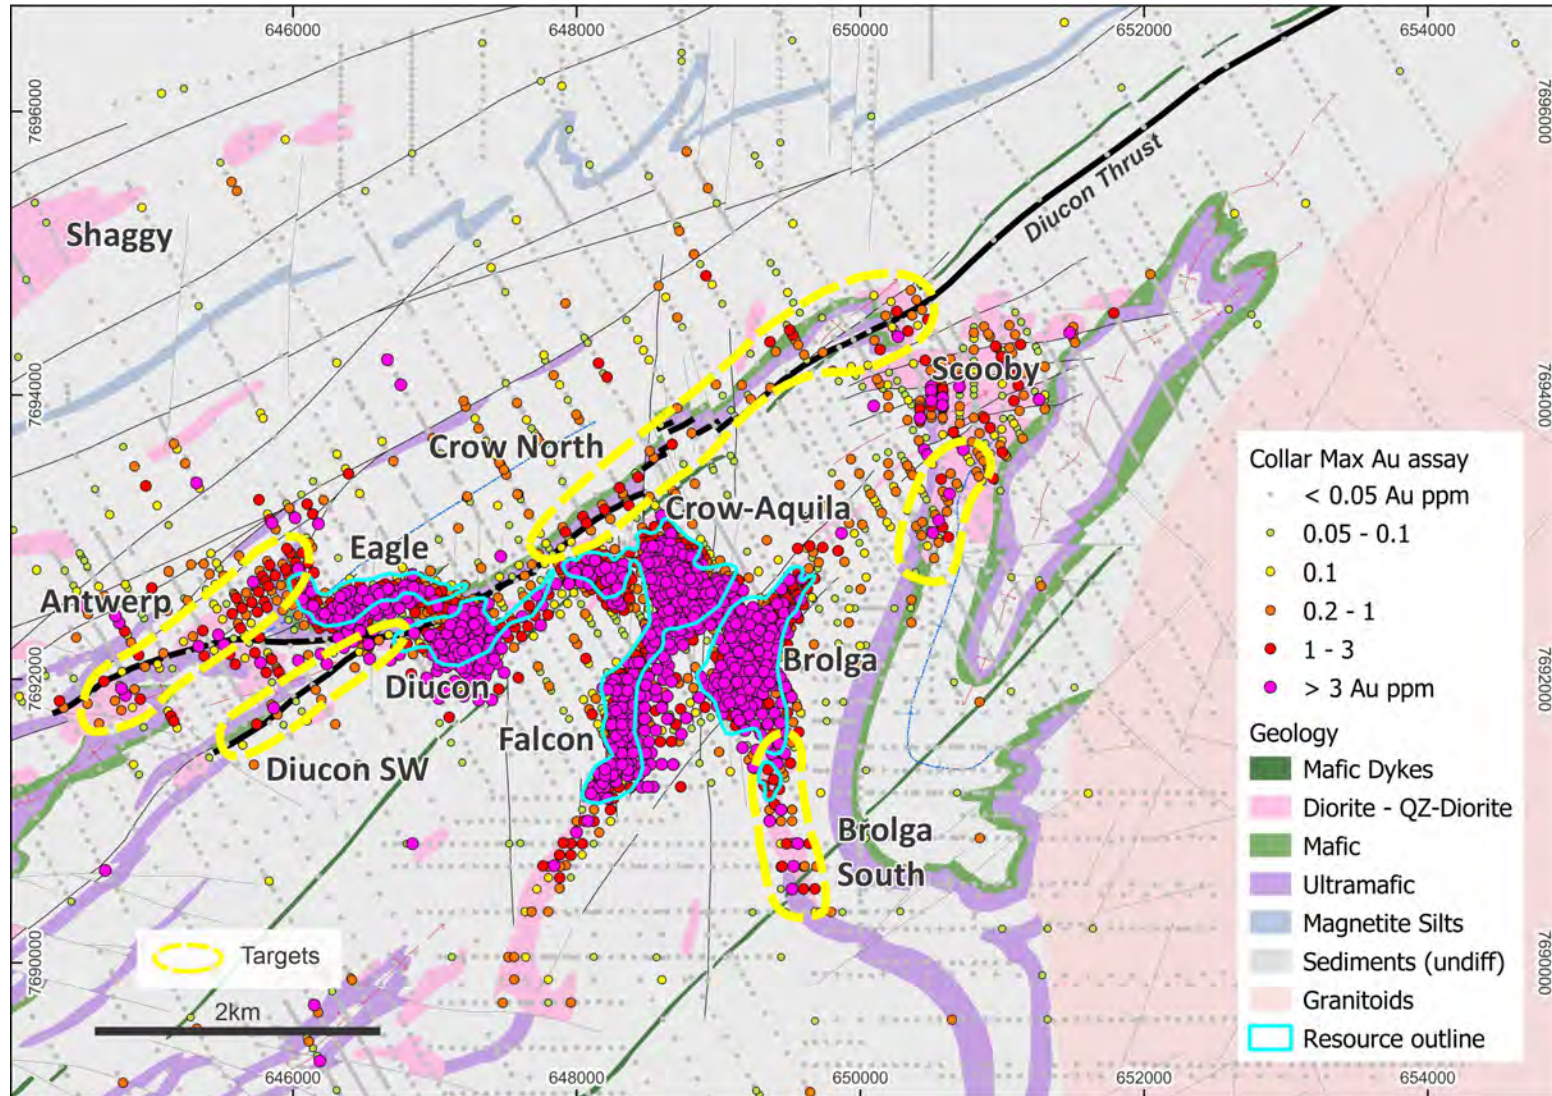 646000
648000
650000
652000
654000
7696000
7696000
Shaggy
Diucon Thrust
Scooby
7694000
7694000
Crow North
Crow-Aquila
Eagle
Antwerp
Brolga
Diucon
7692000
7692000
Falcon
Diucon SW
Brolga
South
7690000
7690000
Targets
2km
646000
648000
650000
652000
654000
Collar Max Au assay
< 0.05 Au ppm
0.05 - 0.1
0.1
0.2 - 1
1 - 3
> 3 Au ppm
Geology
Mafic Dykes
Diorite - QZ-Diorite
Mafic
Ultramafic
Magnetite Silts
Sediments (undiff)
Granitoids
Resource outline